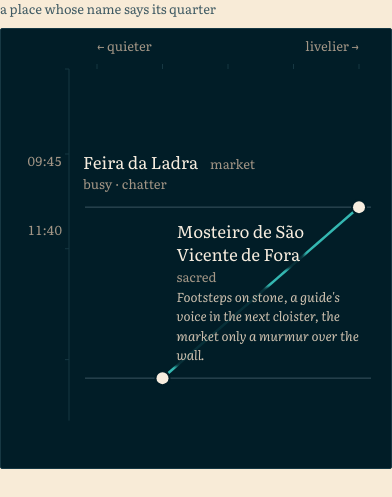 a place whose name says its quarter
← quieter
livelier →
09:45
Feira da Ladra market
busy · chatter
11:40
Mosteiro de São
Vicente de Fora
sacred
Footsteps on stone, a guide's
voice in the next cloister, the
market only a murmur over the
wall.